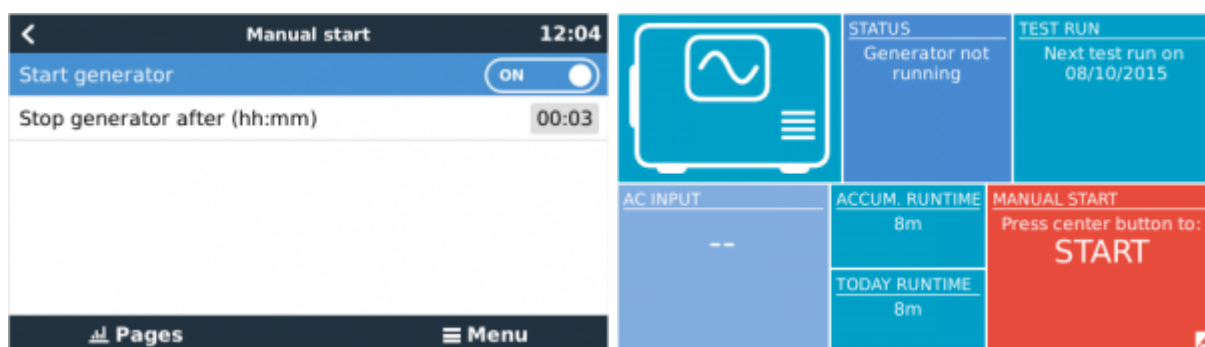 Manual start 12:04
Start generator ON
Stop generator after (hh:mm) 00:03
Pages Menu
STATUS
Generator not
running
TEST RUN
Next test run on
08/10/2015
AC INPUT
--
ACCUM. RUNTIME
8m
TODAY RUNTIME
8m
MANUAL START
Press center button to:
START